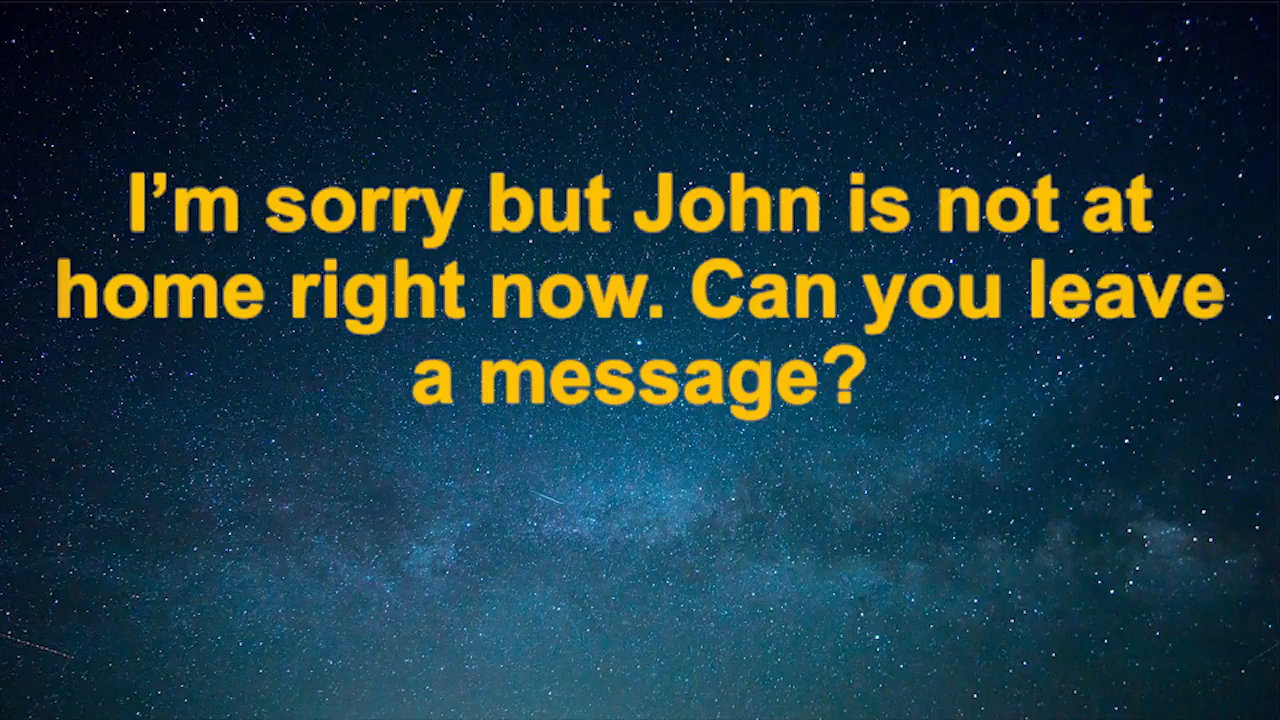 I’m sorry but John is not at
home right now. Can you leave
a message?